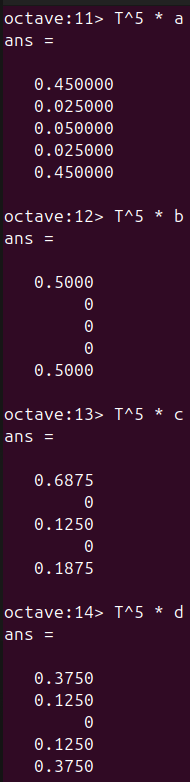 octave:11> T^5 * a
ans =
0.450000
0.025000
0.050000
0.025000
0.450000
octave:12> T^5 * b
ans =
0.5000
0
0
0
0.5000
octave:13> T^5 * c
ans =
0.6875
0
0.1250
0
0.1875
octave:14> T^5 * d
ans =
0.3750
0.1250
0
0.1250
0.3750